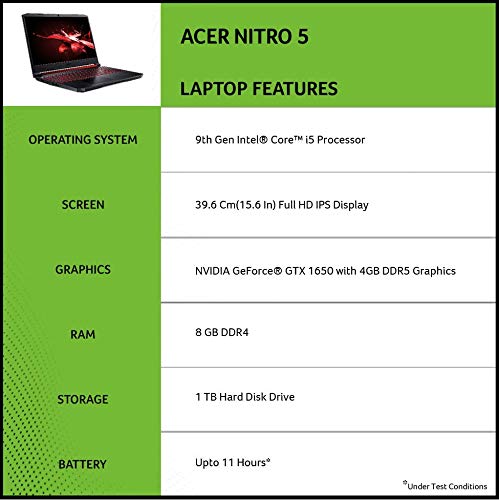 ACER NITRO 5
LAPTOP FEATURES
OPERATING SYSTEM 9th Gen Intel® Core™ i5 Processor
SCREEN 39.6 Cm(15.6 In) Full HD IPS Display
GRAPHICS NVIDIA GeForce® GTX 1650 with 4GB DDR5 Graphics
RAM 8 GB DDR4
STORAGE 1 TB Hard Disk Drive
BATTERY Upto 11 Hours*
*Under Test Conditions